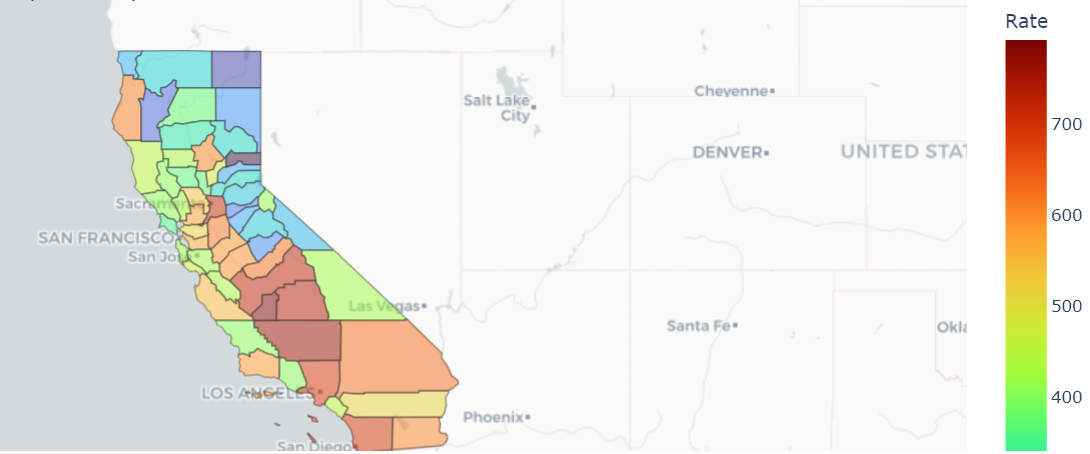 Rate
Salt Lake
City
Cheyenne
DENVER
UNITED STAT
Sacramento
SAN FRANCISCO
San Jose
Las Vegas
Santa Fe
Okla
LOS ANGELES
Phoenix
San Diego
700
600
500
400